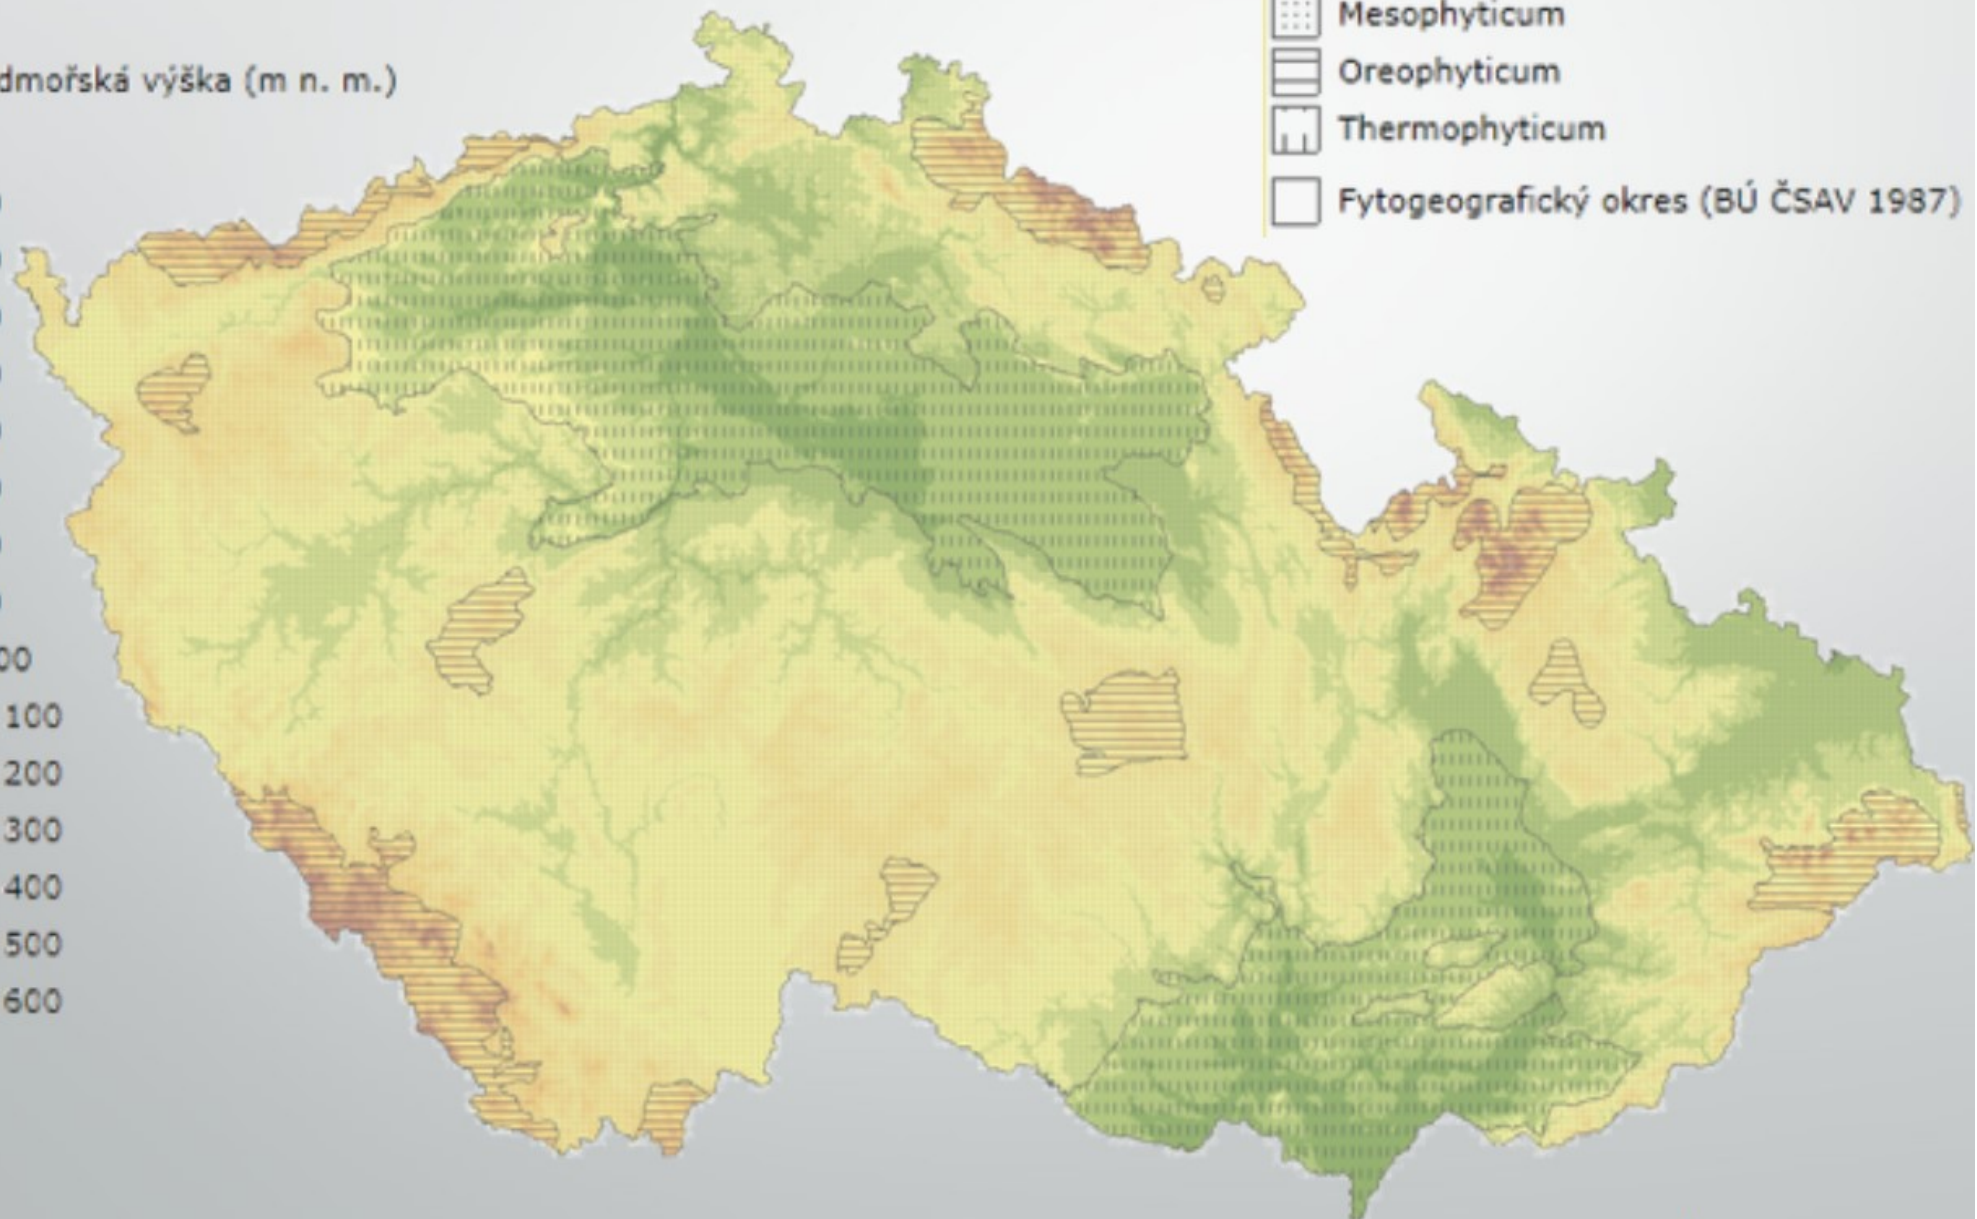 dmořská výška (m n. m.)
00
100
200
300
400
500
600
Mesophyticum
Oreophyticum
Thermophyticum
Fytogeografický okres (BÚ ČSAV 1987)